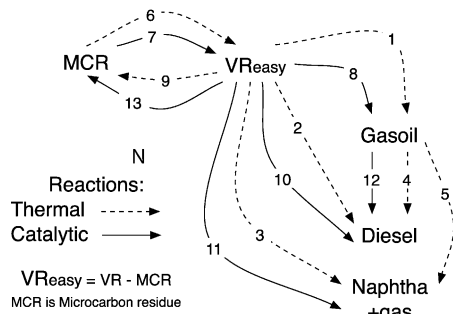 6
7
1
MCR
VReasy
9
8
13
2
Gasoil
N
Reactions:
10
12
4
5
Thermal
Catalytic
3
Diesel
11
VReasy = VR - MCR
Naphtha
MCR is Microcarbon residue
+gas